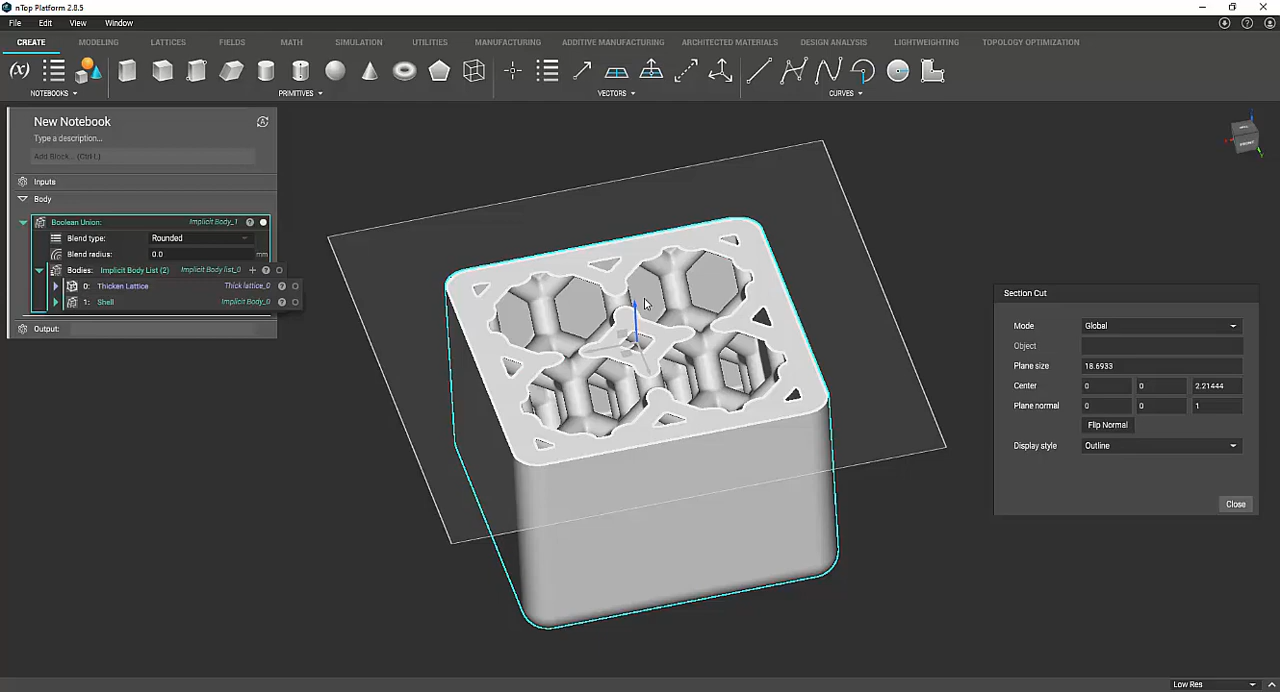 nTop Platform 2.8.5
File Edit View Window
CREATE MODELING LATTICES FIELDS MATH SIMULATION UTILITIES MANUFACTURING ADDITIVE MANUFACTURING ARCHITECTED MATERIALS DESIGN ANALYSIS LIGHTWEIGHTING TOPOLOGY OPTIMIZATION
(x)
NOTEBOOKS PRIMITIVES VECTORS CURVES
New Notebook
Type a description...
Add Block... (Ctrl-L)
Inputs
Body
Boolean Union: Implicit Body_1
Blend type: Rounded
Blend radius: 0.0 mm
Bodies: Implicit Body List (2) Implicit Body list_0
0: Thicken Lattice Thick lattice_0
1: Shell Implicit Body_0
Output:
FRONT
Section Cut
Mode Global
Object
Plane size 18.6933
Center 0 0 2.21444
Plane normal 0 0 1
Flip Normal
Display style Outline
Close
Low Res